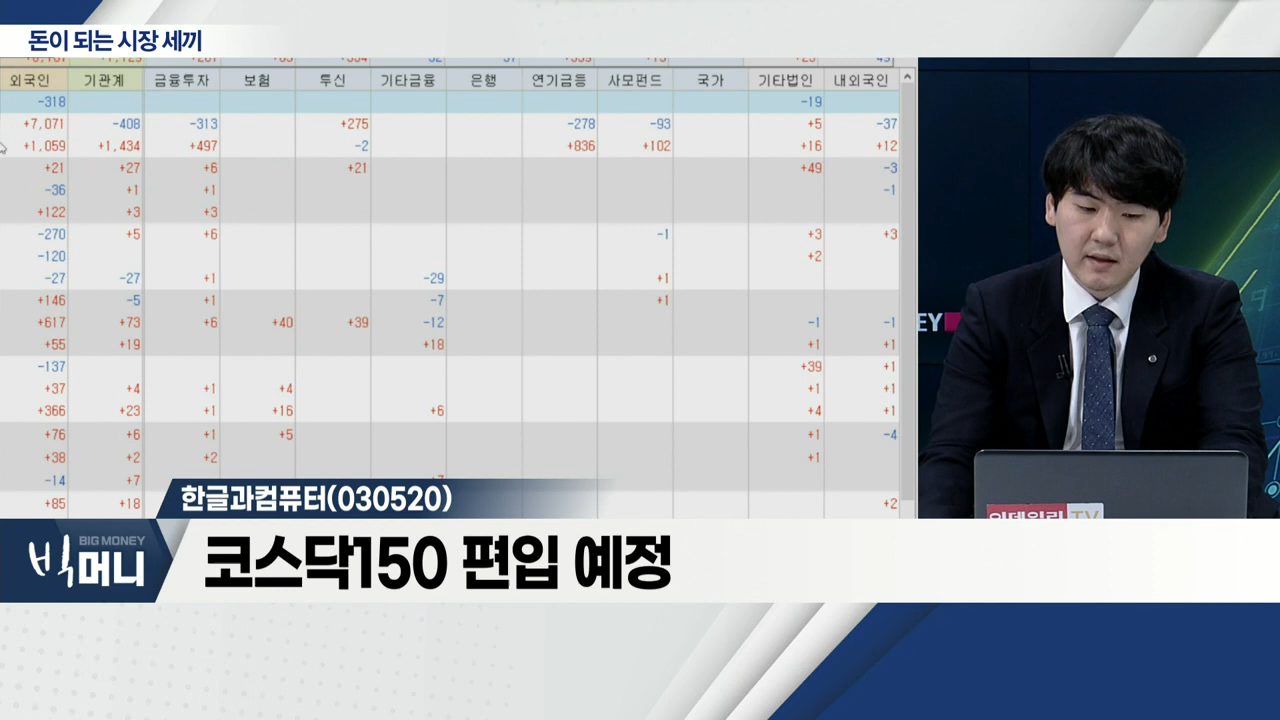 돈이 되는 시장 세끼
외국인 기관계 금융투자 보험 투신 기타금융 은행 연기금등 사모펀드 국가 기타법인 내외국인
-318 -19
+7,071 -408 -313 +275 -278 -93 +5 -37
+1,059 +1,434 +497 -2 +836 +102 +16 +12
+21 +27 +6 +21 +49 -3
-36 +1 +1 -1
+122 +3 +3
-270 +5 +6 -1 +3 +3
-120 +2
-27 -27 +1 -29 +1
+146 -5 +1 -7 +1
+617 +73 +6 +40 +39 -12 -1 -1
+55 +19 +18 +1 +1
-137 +39 +1
+37 +4 +1 +4 +1 +1
+366 +23 +1 +16 +6 +4 +1
+76 +6 +1 +5 +1 -4
+38 +2 +2 +1
-14 +7
+85 +18 +2
EY
이데일리 TV
한글과컴퓨터(030520)
BIG MONEY
빅머니
코스닥150 편입 예정